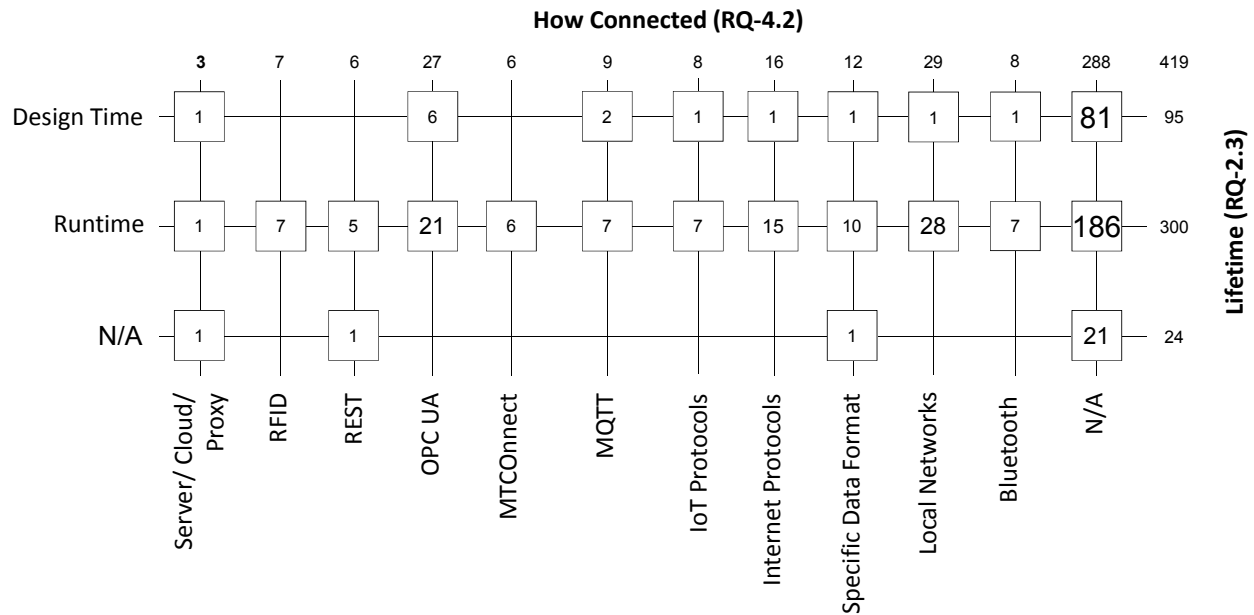 How Connected (RQ-4.2)
3 7 6 27 6 9 8 16 12 29 8 288 419
Design Time 1 6 2 1 1 1 1 1 81 95
Runtime 1 7 5 21 6 7 7 15 10 28 7 186 300
N/A 1 1 1 21 24
Lifetime (RQ-2.3)
Server/ Cloud/
Proxy
RFID
REST
OPC UA
MTCOnnect
MQTT
IoT Protocols
Internet Protocols
Specific Data Format
Local Networks
Bluetooth
N/A